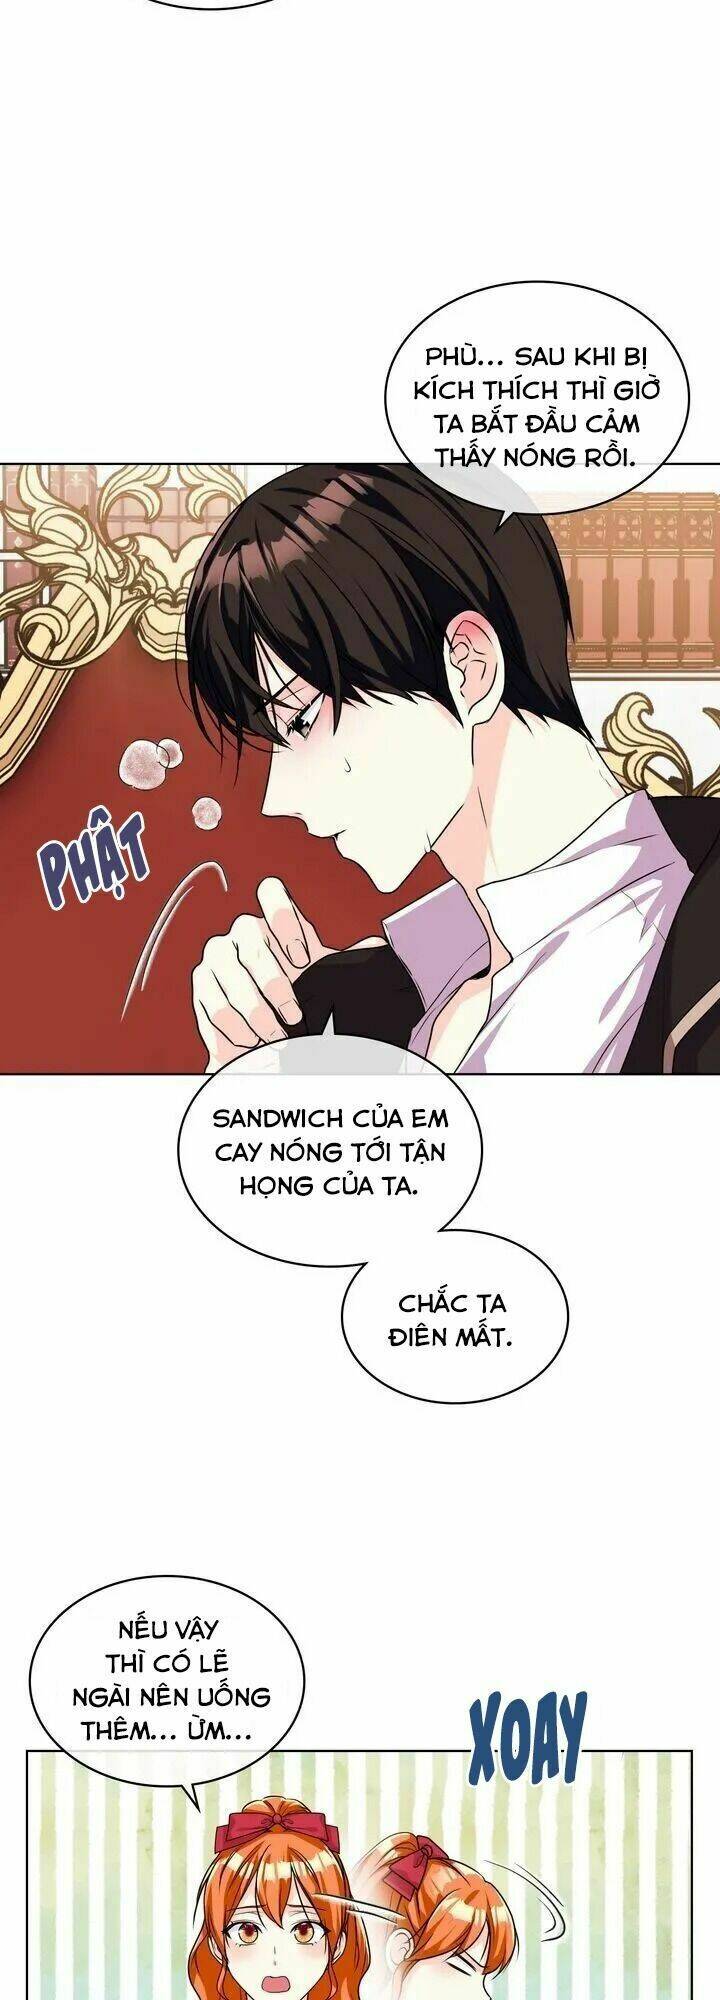 PHÙ... SAU KHI BỊ
KÍCH THÍCH THÌ GIỜ
TA BẮT ĐẦU CẢM
THẤY NÓNG RỒI.
PHẬT
SANDWICH CỦA EM
CAY NÓNG TỚI TẬN
HỌNG CỦA TA.
CHẮC TA
ĐIÊN MẤT.
NẾU VẬY
THÌ CÓ LẼ
NGÀI NÊN UỐNG
THÊM... ỪM...
XOAY